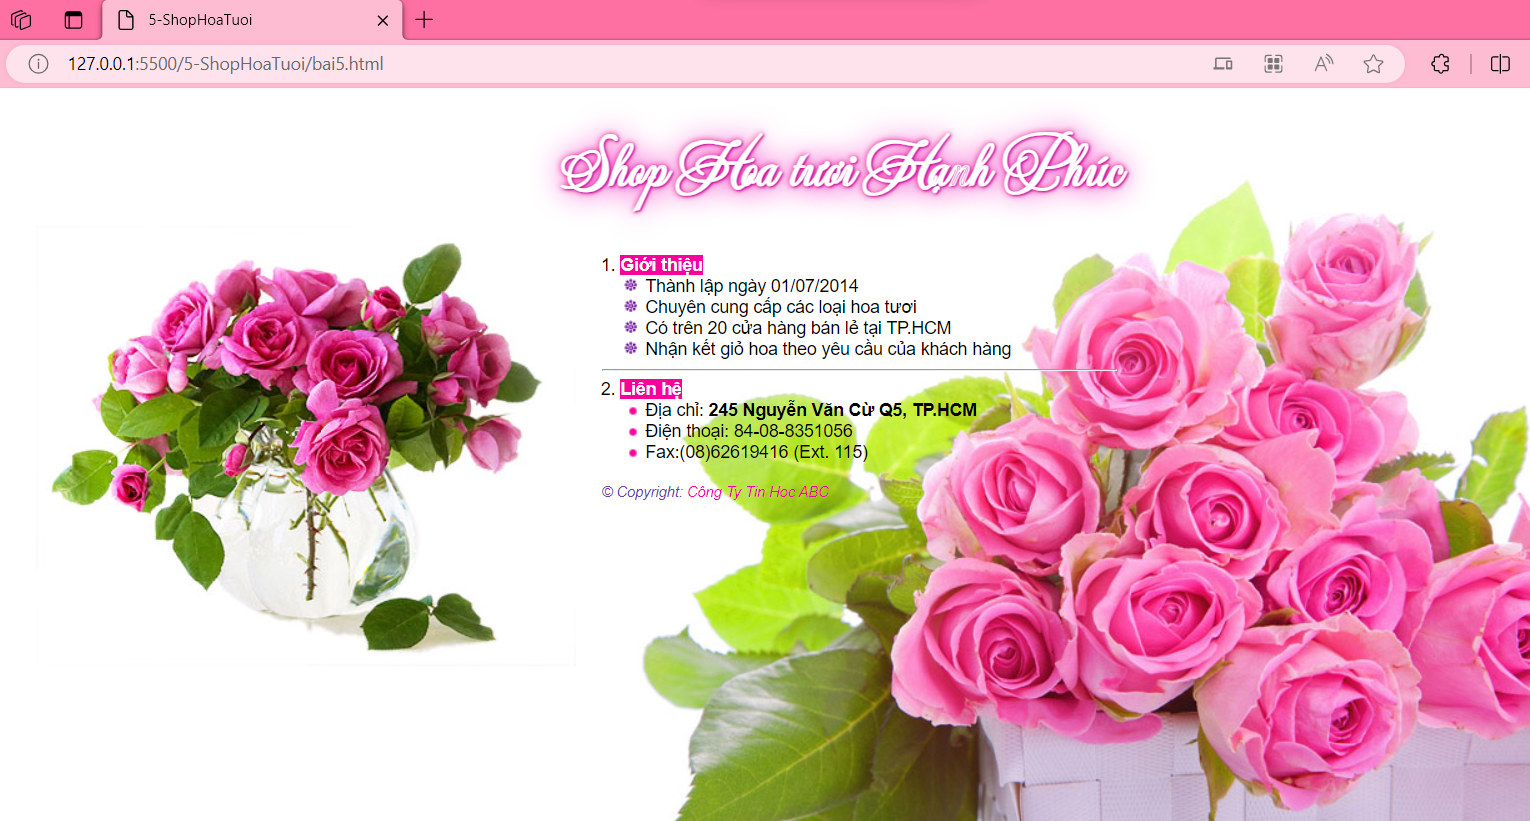 5-ShopHoaTuoi
127.0.0.1:5500/5-ShopHoaTuoi/bai5.html
Shop Hoa tươi Hạnh Phúc
1. Giới thiệu
Thành lập ngày 01/07/2014
Chuyên cung cấp các loại hoa tươi
Có trên 20 cửa hàng bán lẻ tại TP.HCM
Nhận kết giỏ hoa theo yêu cầu của khách hàng
2. Liên hệ
Địa chỉ: 245 Nguyễn Văn Cừ Q5, TP.HCM
Điện thoại: 84-08-8351056
Fax:(08)62619416 (Ext. 115)
© Copyright: Công Ty Tin Học ABC